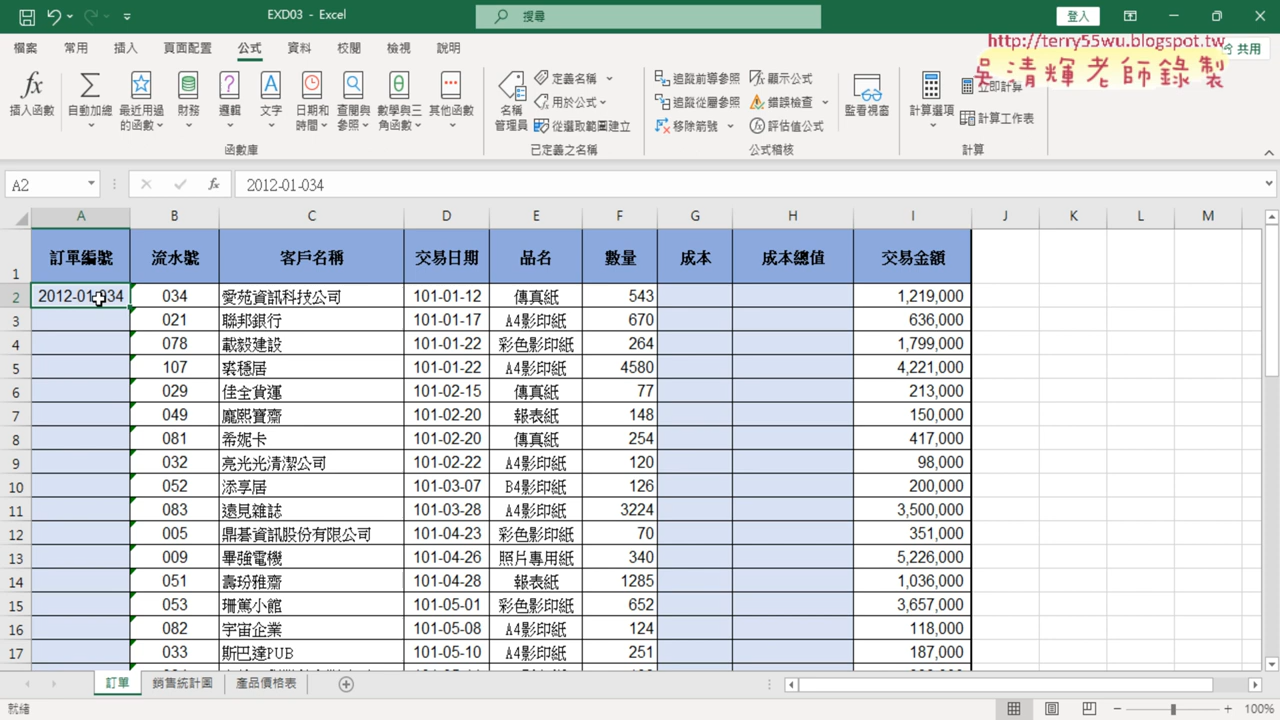 EXD03 - Excel
搜尋
登入
檔案 常用 插入 頁面配置 公式 資料 校閱 檢視 說明
http://terry55wu.blogspot.tw
共用
吳清輝老師錄製
插入函數
自動加總
最近用過的函數
財務
邏輯
文字
日期和時間
查閱與參照
數學與三角函數
其他函數
函數庫
名稱管理員
定義名稱
用於公式
從選取範圍建立
已定義之名稱
追蹤前導參照
追蹤從屬參照
移除箭號
顯示公式
錯誤檢查
評估值公式
公式稽核
監看視窗
計算選項
立即計算
計算工作表
計算
A2 fx 2012-01-034
A B C D E F G H I J K L M
1 訂單編號 流水號 客戶名稱 交易日期 品名 數量 成本 成本總值 交易金額
2 2012-01-034 034 愛苑資訊科技公司 101-01-12 傳真紙 543 1,219,000
3 021 聯邦銀行 101-01-17 A4影印紙 670 636,000
4 078 載毅建設 101-01-22 彩色影印紙 264 1,799,000
5 107 裘穩居 101-01-22 A4影印紙 4580 4,221,000
6 029 佳全貨運 101-02-15 傳真紙 77 213,000
7 049 龐熙寶齋 101-02-20 報表紙 148 150,000
8 081 希妮卡 101-02-20 傳真紙 254 417,000
9 032 亮光光清潔公司 101-02-22 A4影印紙 120 98,000
10 052 添享居 101-03-07 B4影印紙 126 200,000
11 083 遠見雜誌 101-03-28 A4影印紙 3224 3,500,000
12 005 鼎碁資訊股份有限公司 101-04-23 彩色影印紙 70 351,000
13 009 畢強電機 101-04-26 照片專用紙 340 5,226,000
14 051 壽玢雅齋 101-04-28 報表紙 1285 1,036,000
15 053 珊篤小館 101-05-01 彩色影印紙 652 3,657,000
16 082 宇宙企業 101-05-08 A4影印紙 124 118,000
17 033 斯巴達PUB 101-05-10 A4影印紙 251 187,000
訂單 銷售統計圖 產品價格表
就緒
100%